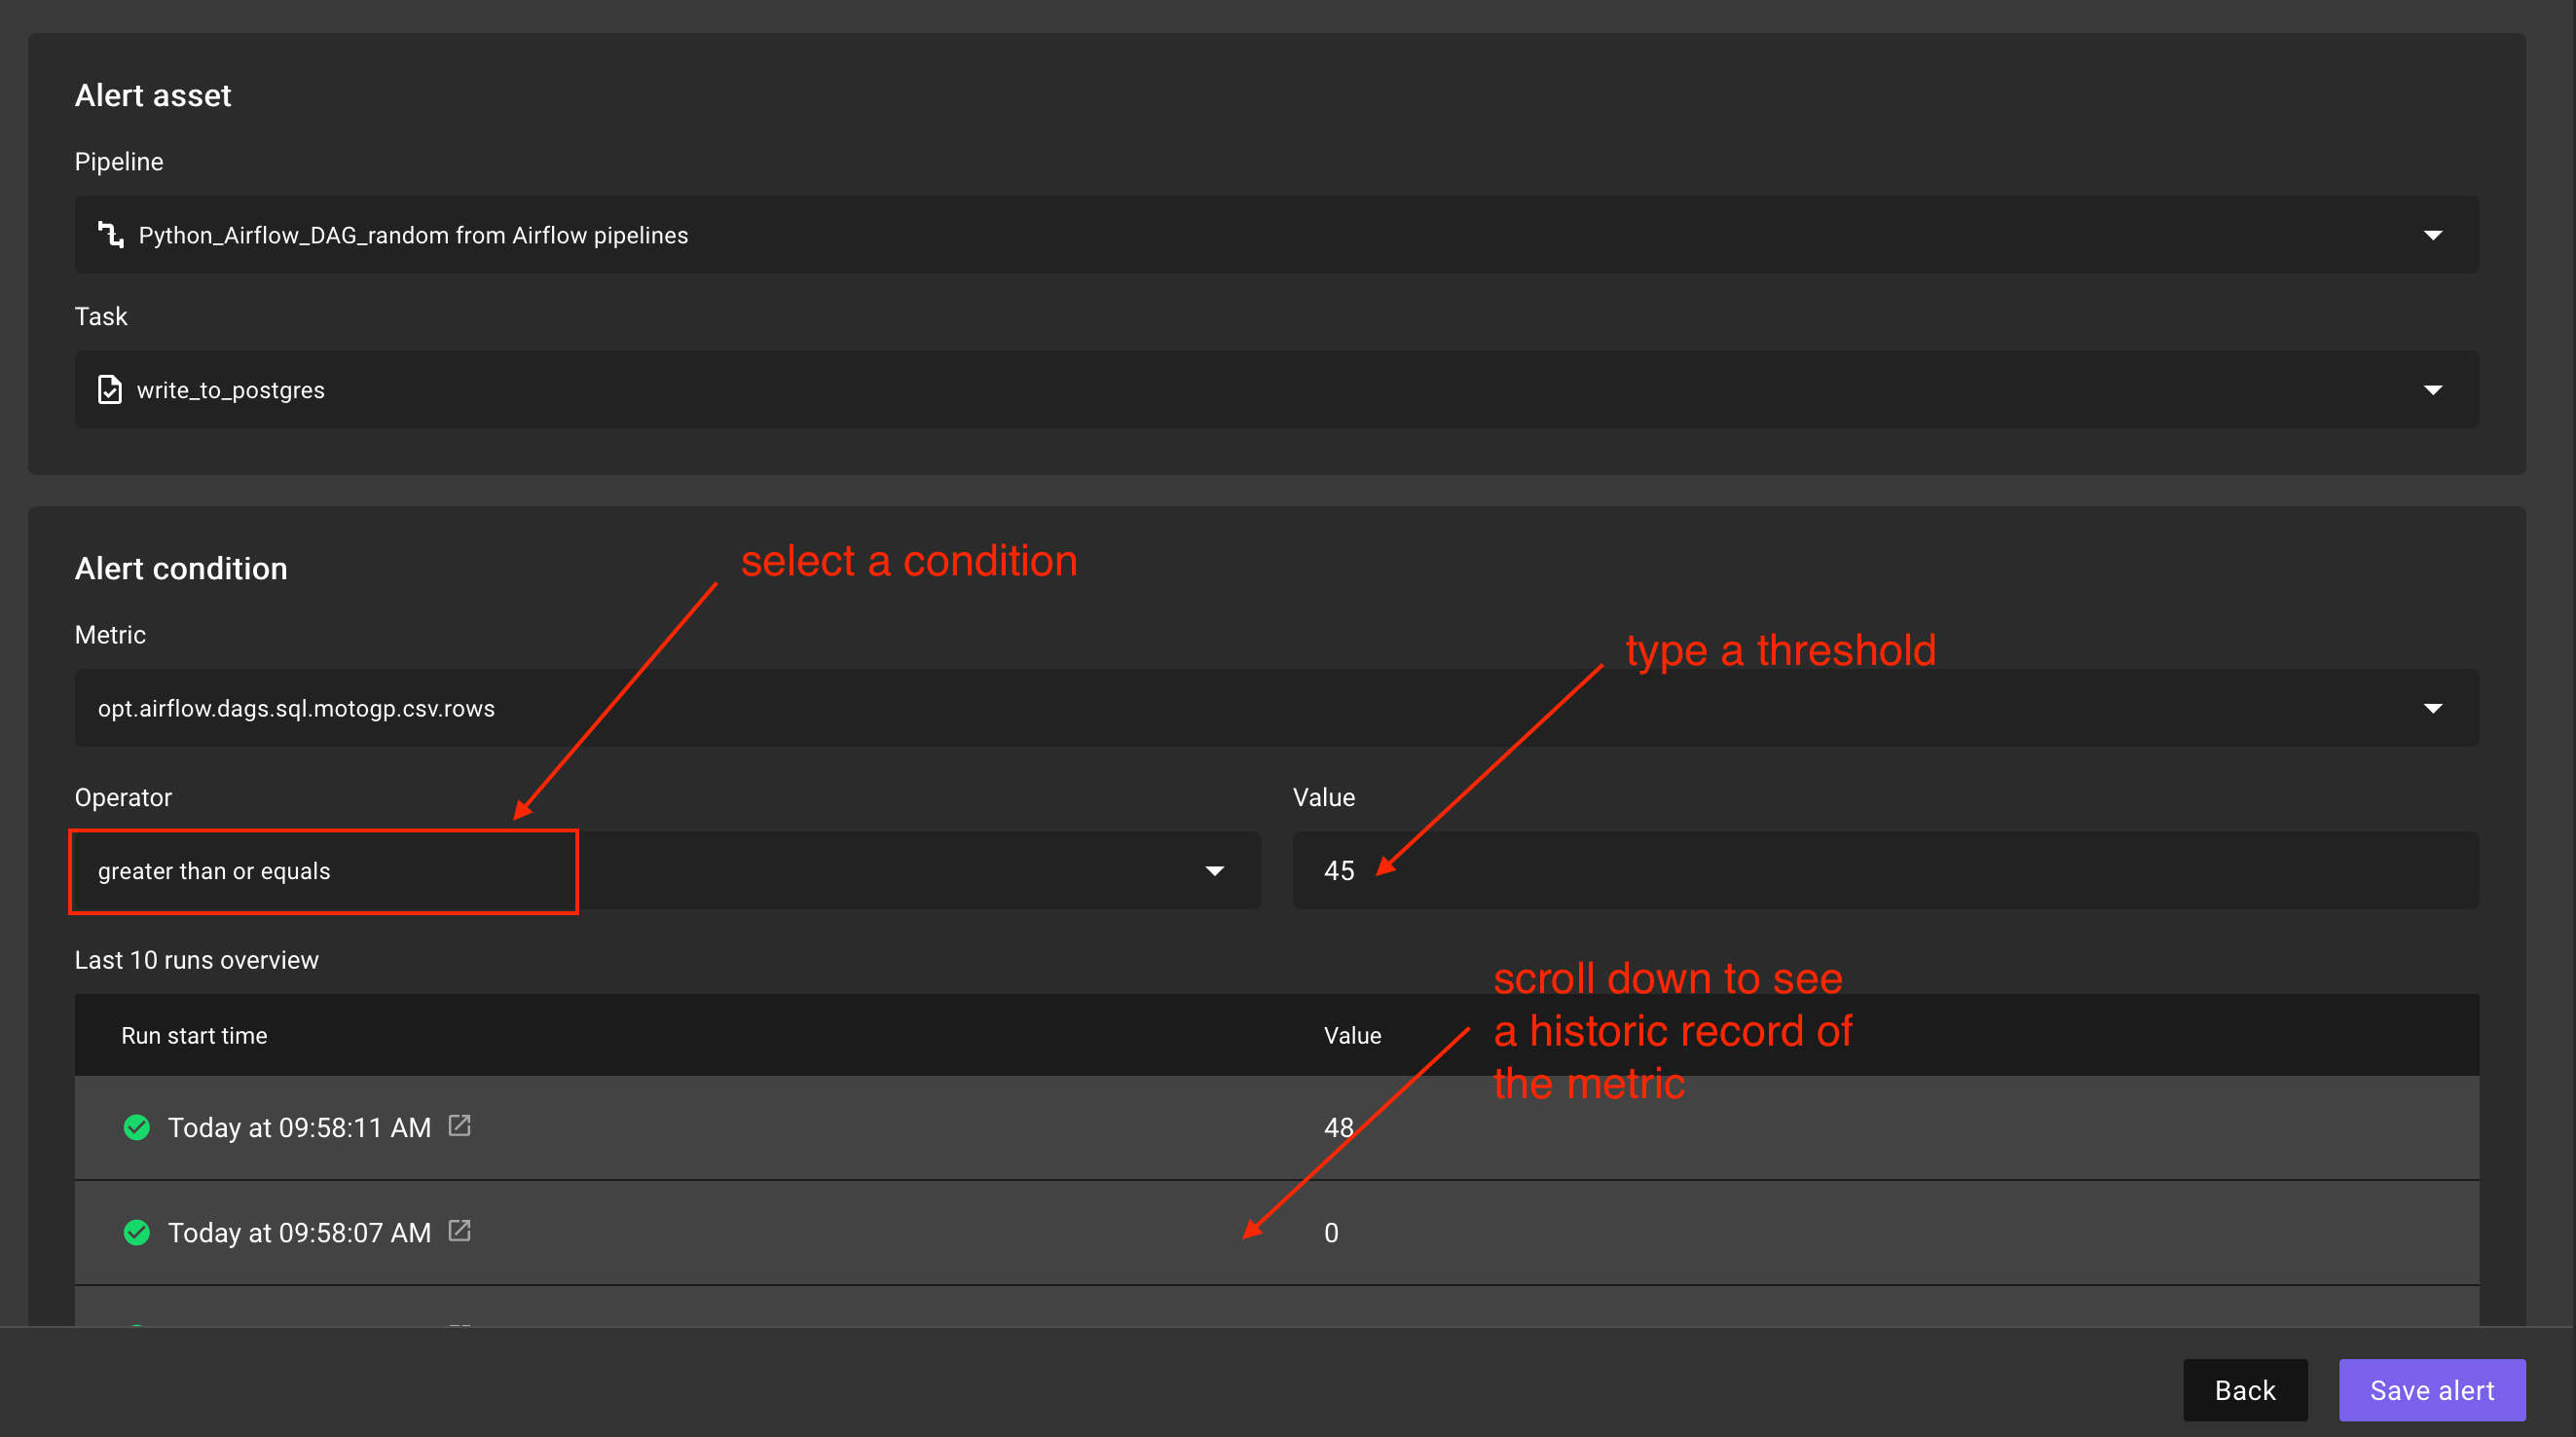 Alert asset
Pipeline
Python_Airflow_DAG_random from Airflow pipelines
Task
write_to_postgres
Alert condition
select a condition
Metric
type a threshold
opt.airflow.dags.sql.motogp.csv.rows
Operator
Value
greater than or equals
45
Last 10 runs overview
scroll down to see
a historic record of
the metric
Run start time
Value
Today at 09:58:11 AM
48
Today at 09:58:07 AM
0
Back
Save alert